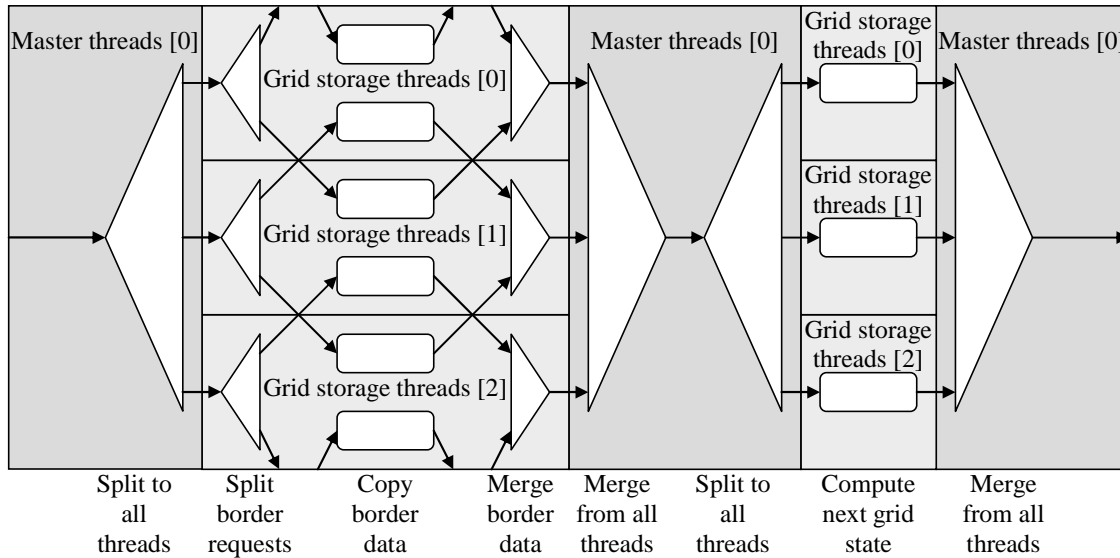 Master threads [0]
Grid storage threads [0]
Grid storage threads [1]
Grid storage threads [2]
Master threads [0]
Grid storage
threads [0]
Grid storage
threads [1]
Grid storage
threads [2]
Master threads [0]
Split to
all
threads
Split
border
requests
Copy
border
data
Merge
border
data
Merge
from all
threads
Split to
all
threads
Compute
next grid
state
Merge
from all
threads